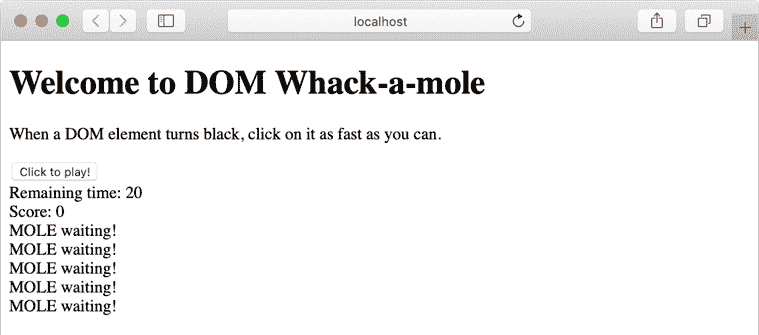 localhost
Welcome to DOM Whack-a-mole
When a DOM element turns black, click on it as fast as you can.
Click to play!
Remaining time: 20
Score: 0
MOLE waiting!
MOLE waiting!
MOLE waiting!
MOLE waiting!
MOLE waiting!